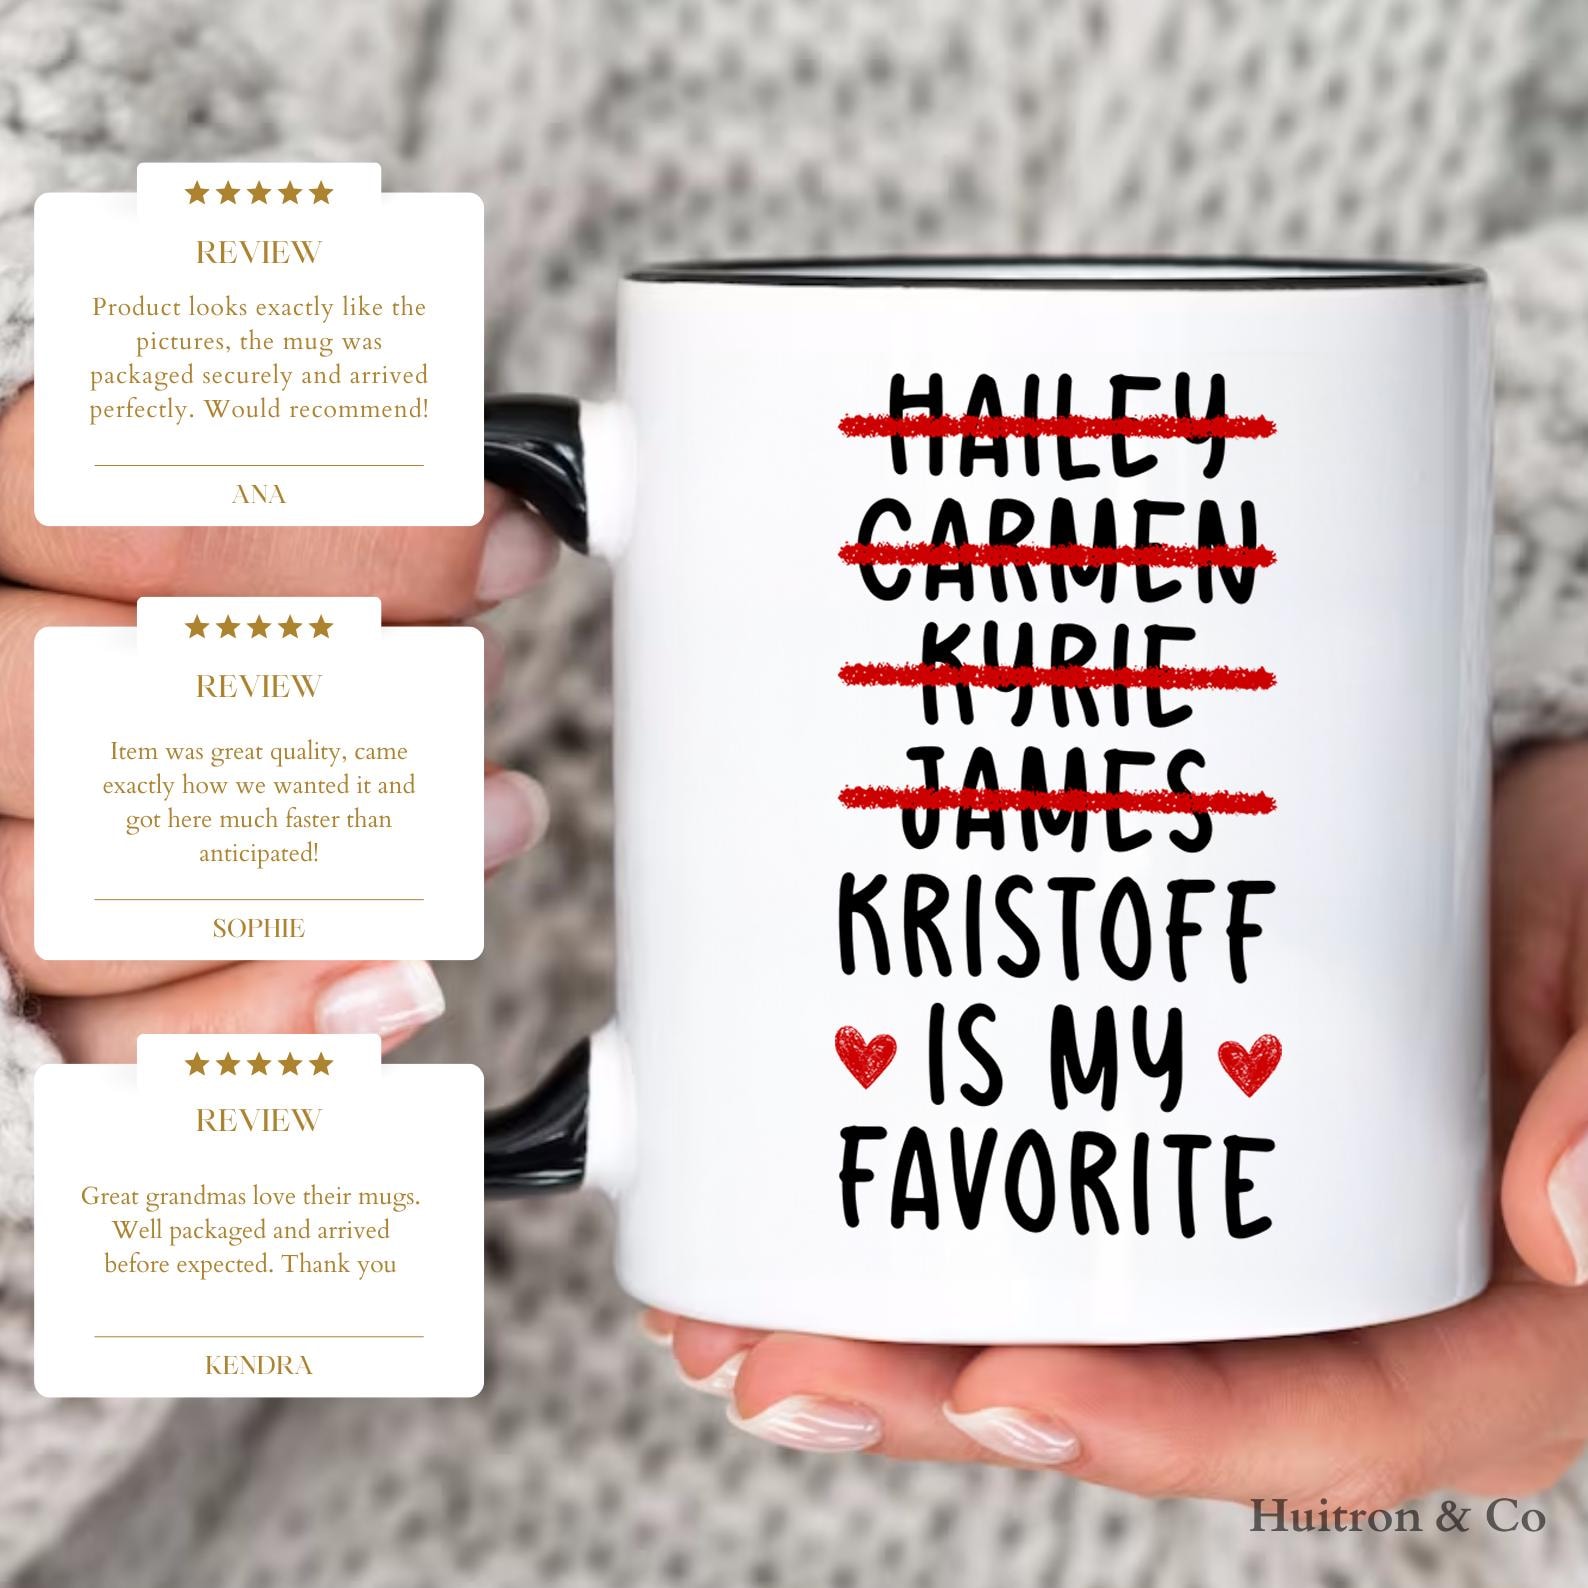 REVIEW
Product looks exactly like the
pictures, the mug was
packaged securely and arrived
perfectly. Would recommend!
ANA
REVIEW
Item was great quality, came
exactly how we wanted it and
got here much faster than
anticipated!
SOPHIE
REVIEW
Great grandmas love their mugs.
Well packaged and arrived
before expected. Thank you
KENDRA
HAILEY
CARMEN
KYRIE
JAMES
KRISTOFF
IS MY
FAVORITE
Huitron & Co